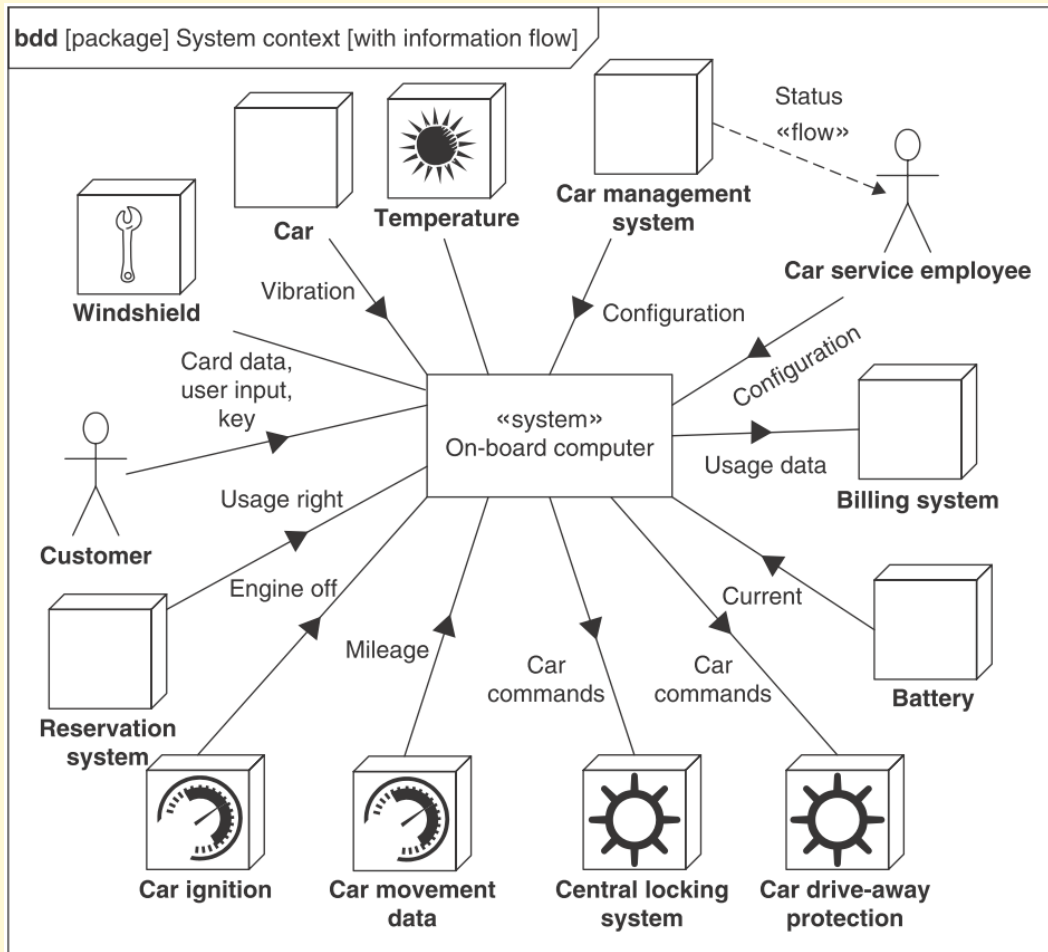 bdd [package] System context [with information flow]
Status
«flow»
Car
Temperature
Car management
system
Car service employee
Windshield
Vibration
Configuration
Configuration
Card data,
user input,
key
«system»
On-board computer
Usage data
Billing system
Customer
Usage right
Engine off
Mileage
Car
commands
Car
commands
Current
Battery
Reservation
system
Car ignition
Car movement
data
Central locking
system
Car drive-away
protection